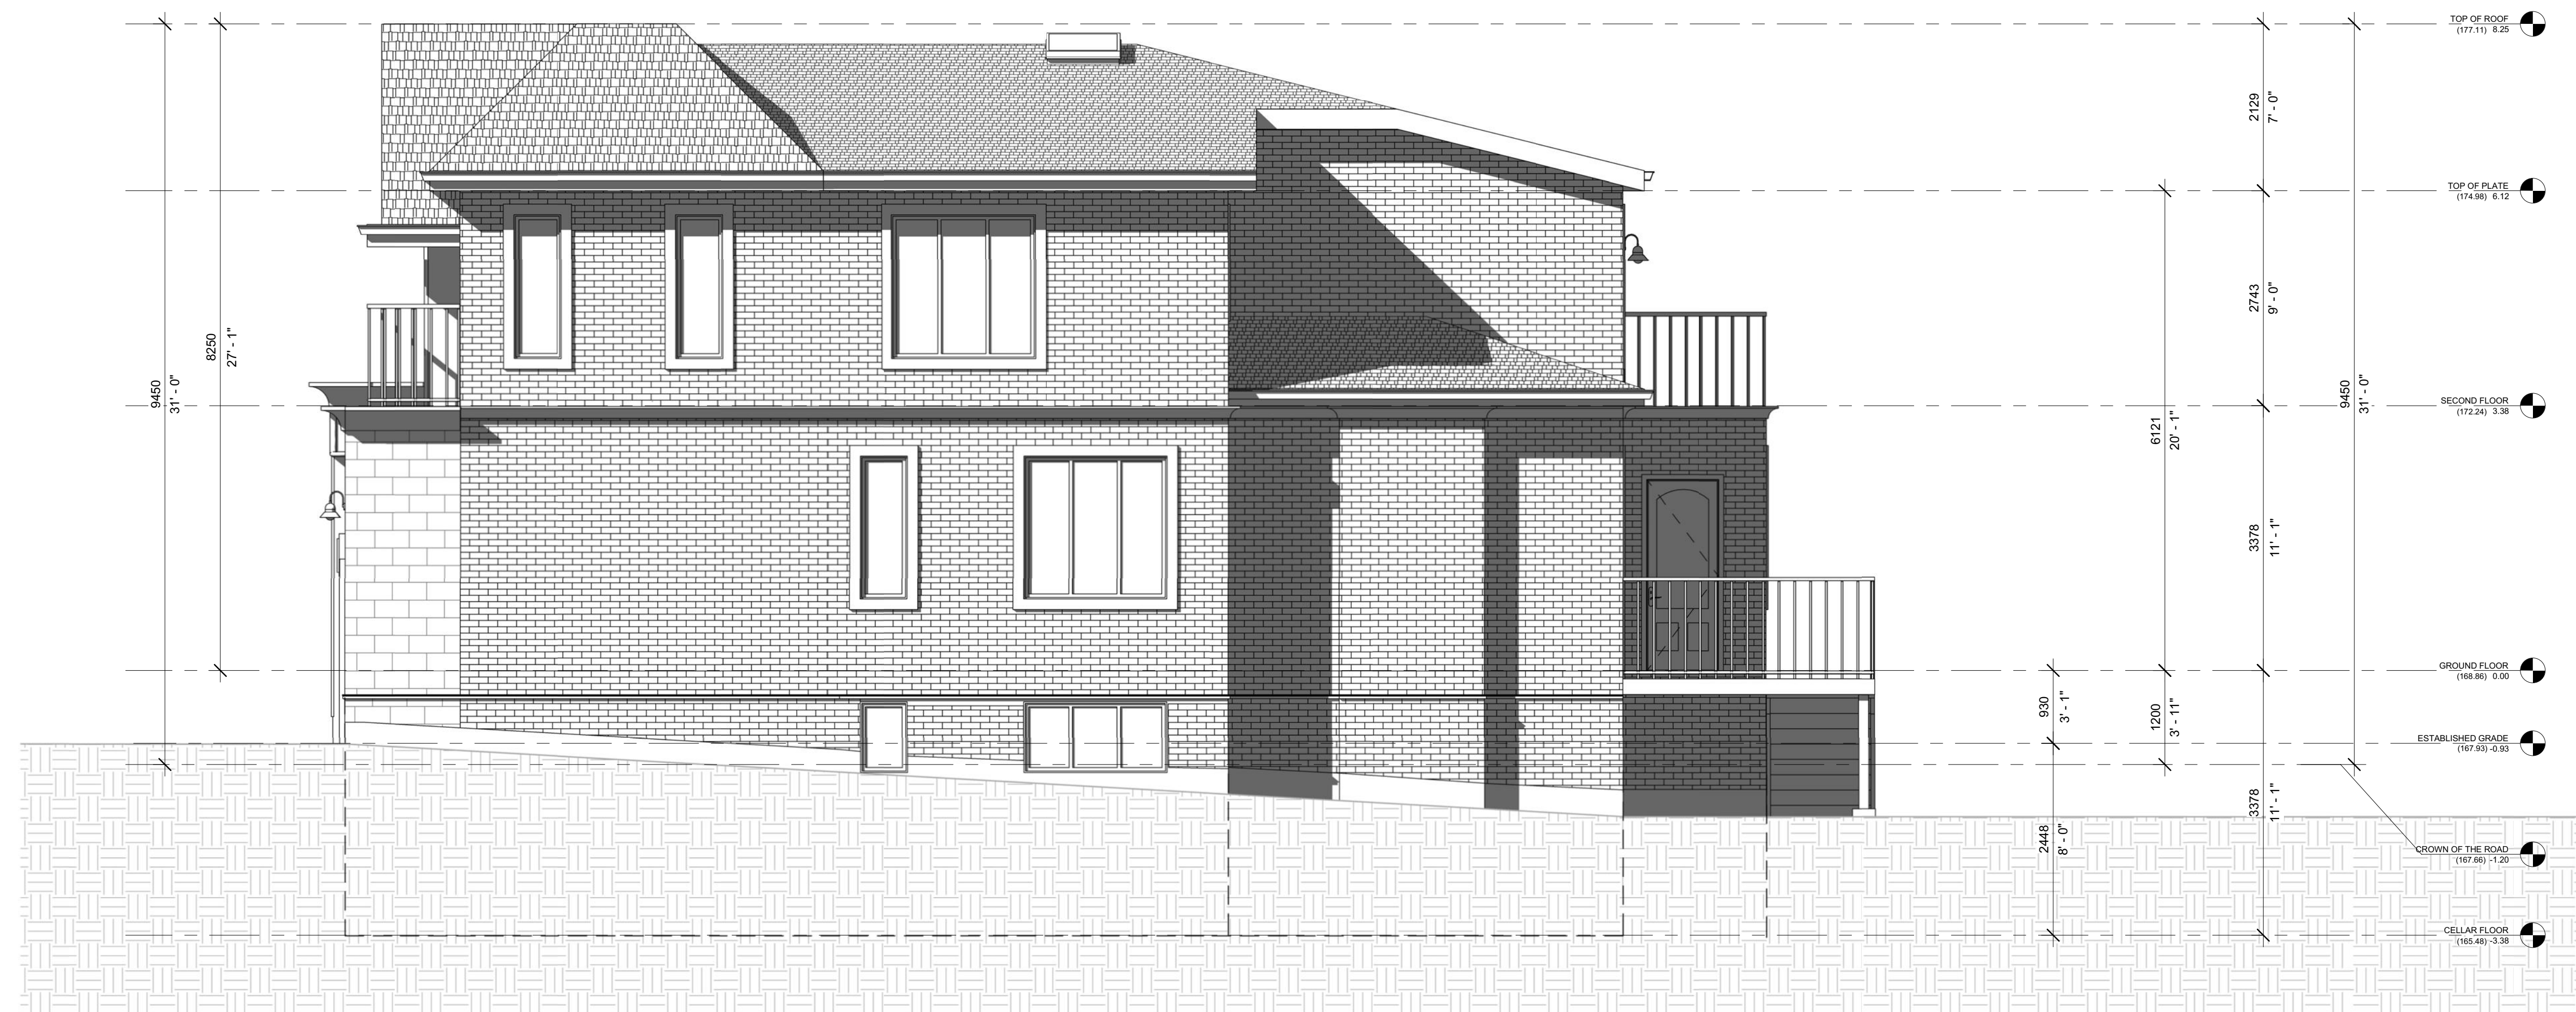 TOP OF ROOF
(177.11) 8.25
TOP OF PLATE
(174.98) 6.12
SECOND FLOOR
(172.24) 3.38
GROUND FLOOR
(168.86) 0.00
ESTABLISHED GRADE
(167.93) -0.93
CROWN OF THE ROAD
(167.66) -1.20
CELLAR FLOOR
(165.48) -3.38
9450
31' - 0"
8250
27' - 1"
930
3' - 1"
2448
8' - 0"
6121
20' - 1"
1200
3' - 11"
2129
7' - 0"
2743
9' - 0"
3378
11' - 1"
3378
11' - 1"
9450
31' - 0"